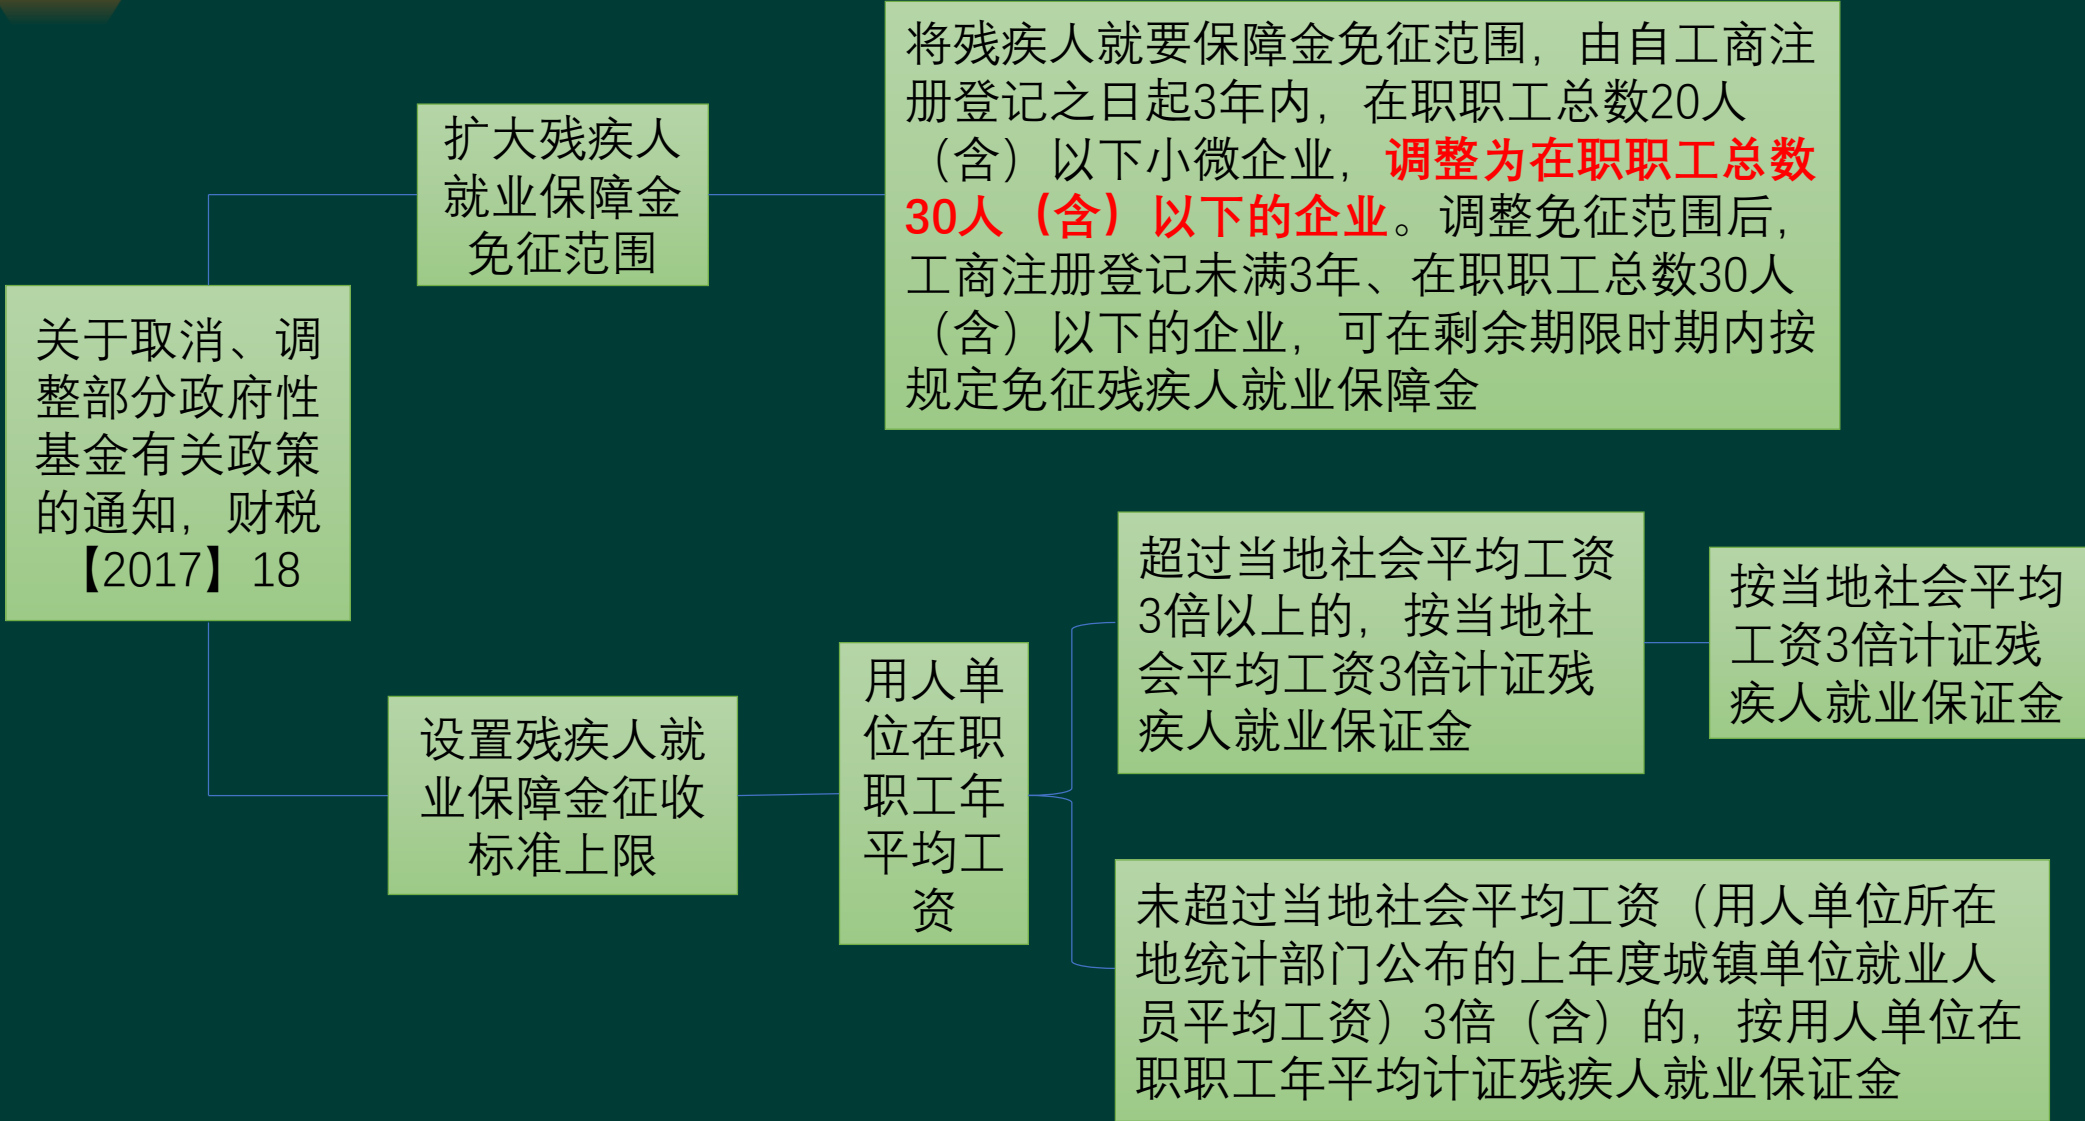 关于取消、调
整部分政府性
基金有关政策
的通知，财税
【2017】18
扩大残疾人
就业保障金
免征范围
将残疾人就要保障金免征范围，由自工商注
册登记之日起3年内，在职职工总数20人
（含）以下小微企业，调整为在职职工总数
30人（含）以下的企业。调整免征范围后，
工商注册登记未满3年、在职职工总数30人
（含）以下的企业，可在剩余期限时期内按
规定免征残疾人就业保障金
设置残疾人就
业保障金征收
标准上限
用人单
位在职
职工年
平均工
资
超过当地社会平均工资
3倍以上的，按当地社
会平均工资3倍计证残
疾人就业保证金
按当地社会平均
工资3倍计证残
疾人就业保证金
未超过当地社会平均工资（用人单位所在
地统计部门公布的上年度城镇单位就业人
员平均工资）3倍（含）的，按用人单位在
职职工年平均计证残疾人就业保证金